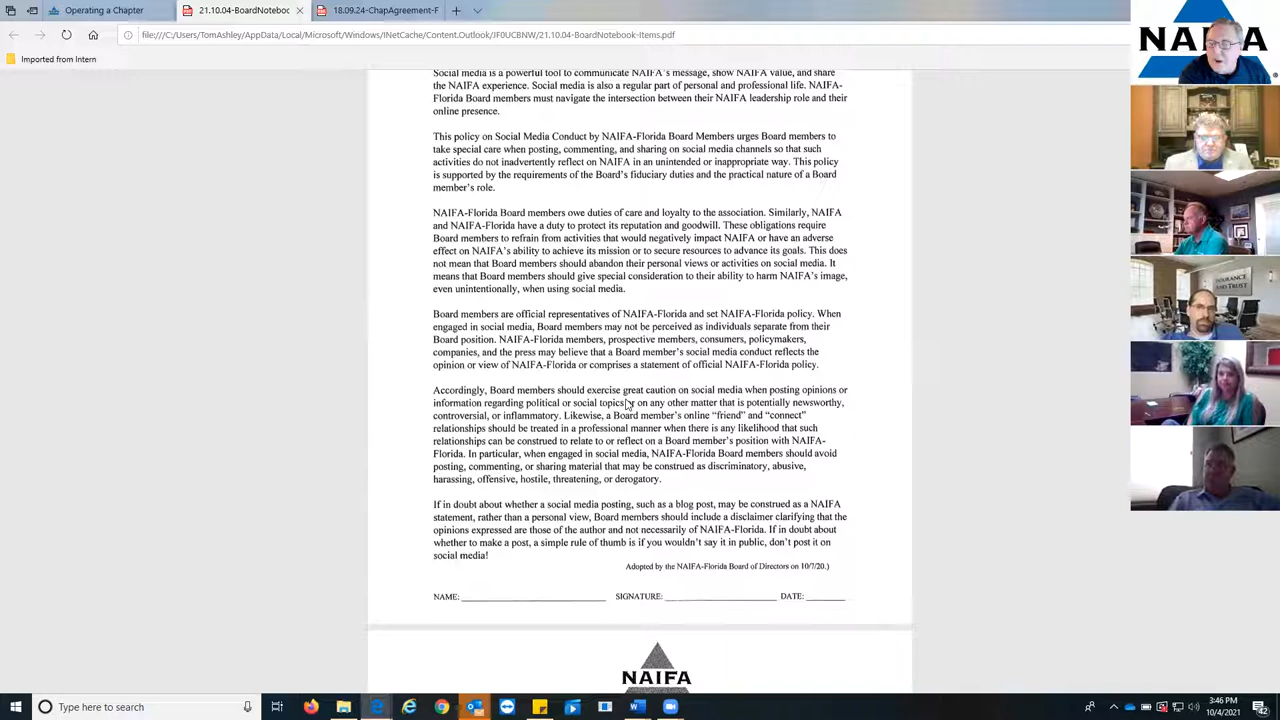 Operating a Chapter
21.10.04-BoardNotebook
18.09.24-ChapAgreement-F
file:///C:/Users/TomAshley/AppData/Local/Microsoft/Windows/INetCache/Content.Outlook/JF0UCBNW/21.10.04-BoardNotebook-Items.pdf
Imported from Intern
Social media is a powerful tool to communicate NAIFA's message, show NAIFA value, and share
the NAIFA experience. Social media is also a regular part of personal and professional life. NAIFA-
Florida Board members must navigate the intersection between their NAIFA leadership role and their
online presence.
This policy on Social Media Conduct by NAIFA-Florida Board Members urges Board members to
take special care when posting, commenting, and sharing on social media channels so that such
activities do not inadvertently reflect on NAIFA in an unintended or inappropriate way. This policy
is supported by the requirements of the Board's fiduciary duties and the practical nature of a Board
member's role.
NAIFA-Florida Board members owe duties of care and loyalty to the association. Similarly, NAIFA
and NAIFA-Florida have a duty to protect its reputation and goodwill. These obligations require
Board members to refrain from activities that would negatively impact NAIFA or have an adverse
effect on NAIFA's ability to achieve its mission or to secure resources to advance its goals. This does
not mean that Board members should abandon their personal views or activities on social media. It
means that Board members should give special consideration to their ability to harm NAIFA's image,
even unintentionally, when using social media.
Board members are official representatives of NAIFA-Florida and set NAIFA-Florida policy. When
engaged in social media, Board members may not be perceived as individuals separate from their
Board position. NAIFA-Florida members, prospective members, consumers, policymakers,
companies, and the press may believe that a Board member's social media conduct reflects the
opinion or view of NAIFA-Florida or comprises a statement of official NAIFA-Florida policy.
Accordingly, Board members should exercise great caution on social media when posting opinions or
information regarding political or social topics or on any other matter that is potentially newsworthy,
controversial, or inflammatory. Likewise, a Board member's online "friend" and "connect"
relationships should be treated in a professional manner when there is any likelihood that such
relationships can be construed to relate to or reflect on a Board member's position with NAIFA-
Florida. In particular, when engaged in social media, NAIFA-Florida Board members should avoid
posting, commenting, or sharing material that may be construed as discriminatory, abusive,
harassing, offensive, hostile, threatening, or derogatory.
If in doubt about whether a social media posting, such as a blog post, may be construed as a NAIFA
statement, rather than a personal view, Board members should include a disclaimer clarifying that the
opinions expressed are those of the author and not necessarily of NAIFA-Florida. If in doubt about
whether to make a post, a simple rule of thumb is if you wouldn't say it in public, don't post it on
social media!
Adopted by the NAIFA-Florida Board of Directors on 10/7/20.)
NAME: SIGNATURE: DATE:
NAIFA
INSURANCE
AND TRUST
Type here to search
3:46 PM
10/4/2021
42